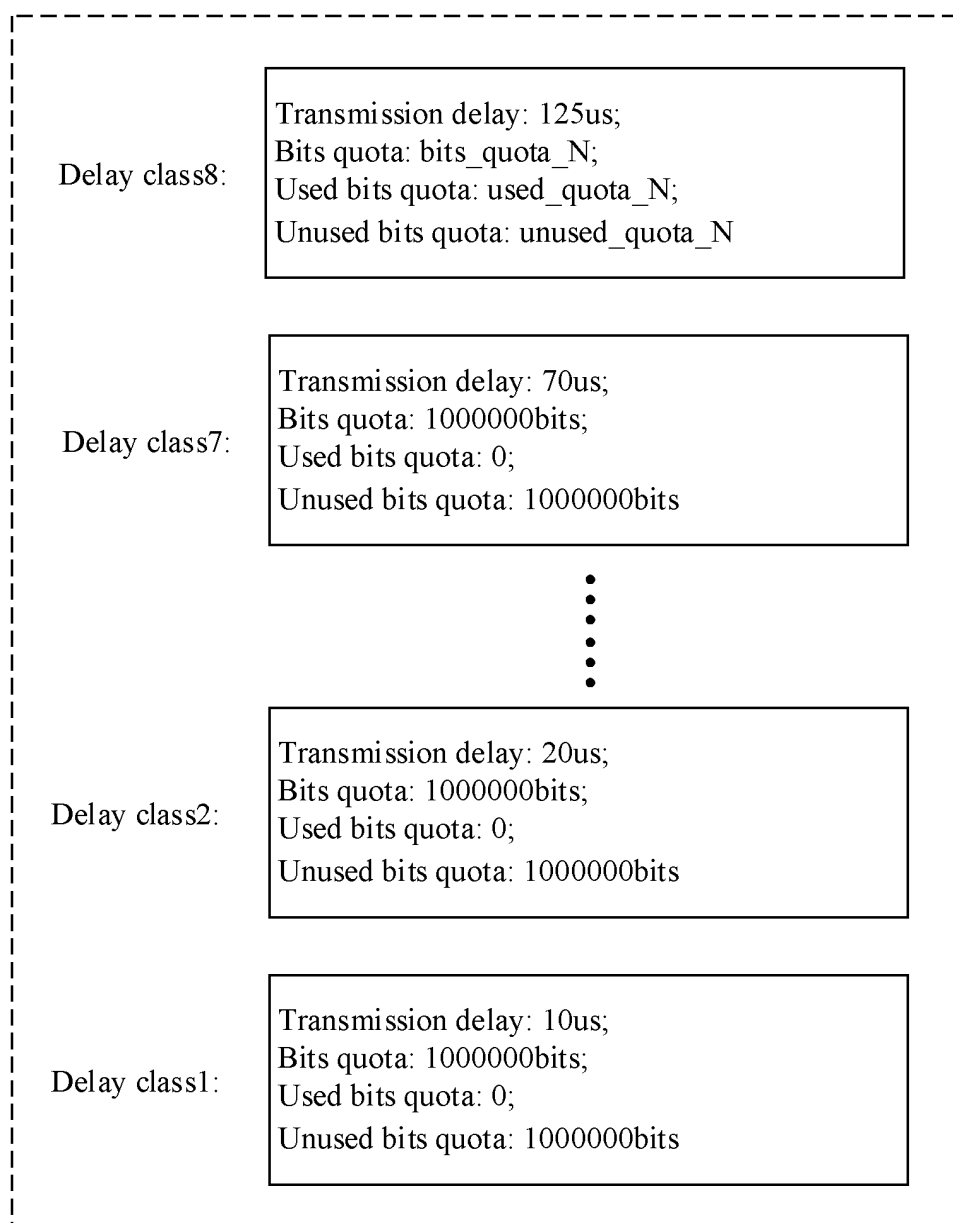 Delay class8:
Transmission delay: 125us;
Bits quota: bits_quota_N;
Used bits quota: used_quota_N;
Unused bits quota: unused_quota_N
Delay class7:
Transmission delay: 70us;
Bits quota: 1000000bits;
Used bits quota: 0;
Unused bits quota: 1000000bits
Delay class2:
Transmission delay: 20us;
Bits quota: 1000000bits;
Used bits quota: 0;
Unused bits quota: 1000000bits
Delay class1:
Transmission delay: 10us;
Bits quota: 1000000bits;
Used bits quota: 0;
Unused bits quota: 1000000bits